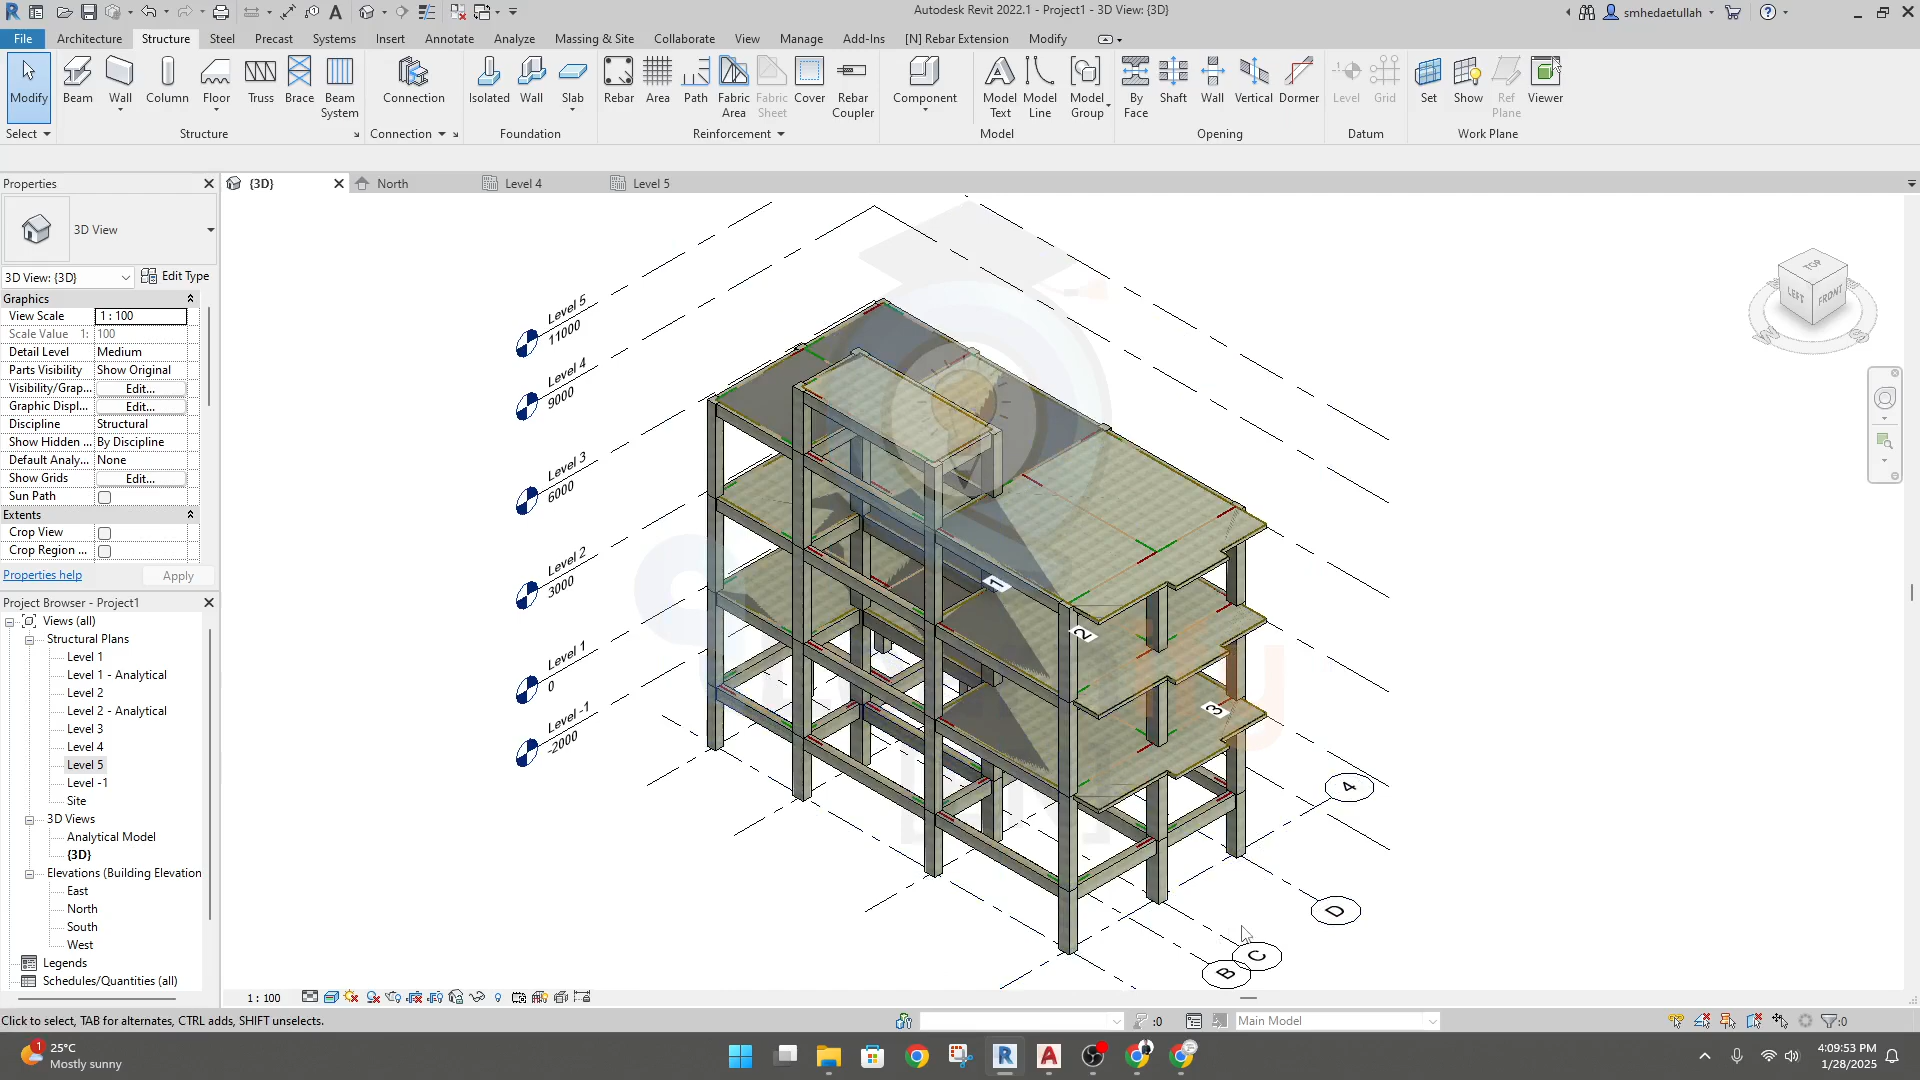 Autodesk Revit 2022.1 - Project1 - 3D View: {3D}
smhedaetullah
File Architecture Structure Steel Precast Systems Insert Annotate Analyze Massing & Site Collaborate View Manage Add-Ins [N] Rebar Extension Modify
Modify Beam Wall Column Floor Truss Brace Beam System Connection Isolated Wall Slab Rebar Area Path Fabric Area Fabric Sheet Cover Rebar Coupler Component Model Text Model Line Model Group By Face Shaft Wall Vertical Dormer Level Grid Set Show Ref Plane Viewer
Select Structure Connection Foundation Reinforcement Model Opening Datum Work Plane
Properties
{3D} North Level 4 Level 5
3D View
3D View: {3D} Edit Type
Graphics
View Scale 1 : 100
Scale Value 1: 100
Detail Level Medium
Parts Visibility Show Original
Visibility/Grap... Edit...
Graphic Displ... Edit...
Discipline Structural
Show Hidden ... By Discipline
Default Analy... None
Show Grids Edit...
Sun Path
Extents
Crop View
Crop Region ...
Properties help Apply
Project Browser - Project1
Views (all)
Structural Plans
Level 1
Level 1 - Analytical
Level 2
Level 2 - Analytical
Level 3
Level 4
Level 5
Level -1
Site
3D Views
Analytical Model
{3D}
Elevations (Building Elevation
East
North
South
West
Legends
Schedules/Quantities (all)
Level 5
11000
Level 4
9000
Level 3
6000
Level 2
3000
Level 1
0
Level -1
-2000
1
2
3
4
D
C
B
TOP
LEFT FRONT
W S
1 : 100
Click to select, TAB for alternates, CTRL adds, SHIFT unselects.
:0
Main Model
:0
1
25°C
Mostly sunny
4:09:53 PM
1/28/2025